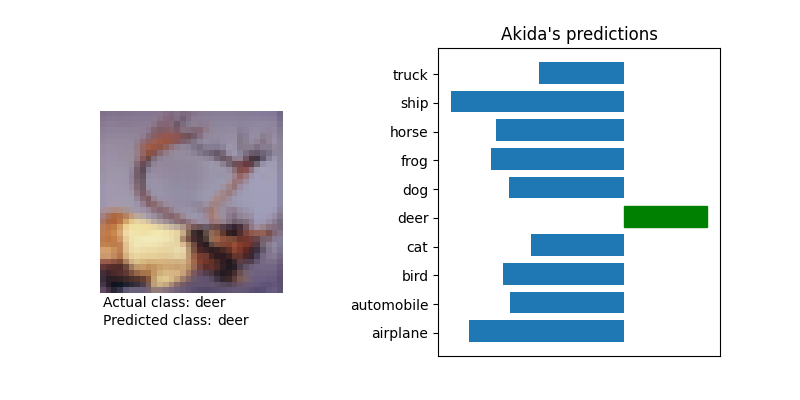 Akida's predictions
truck
ship
horse
frog
dog
deer
cat
bird
automobile
airplane
Actual class: deer
Predicted class: deer